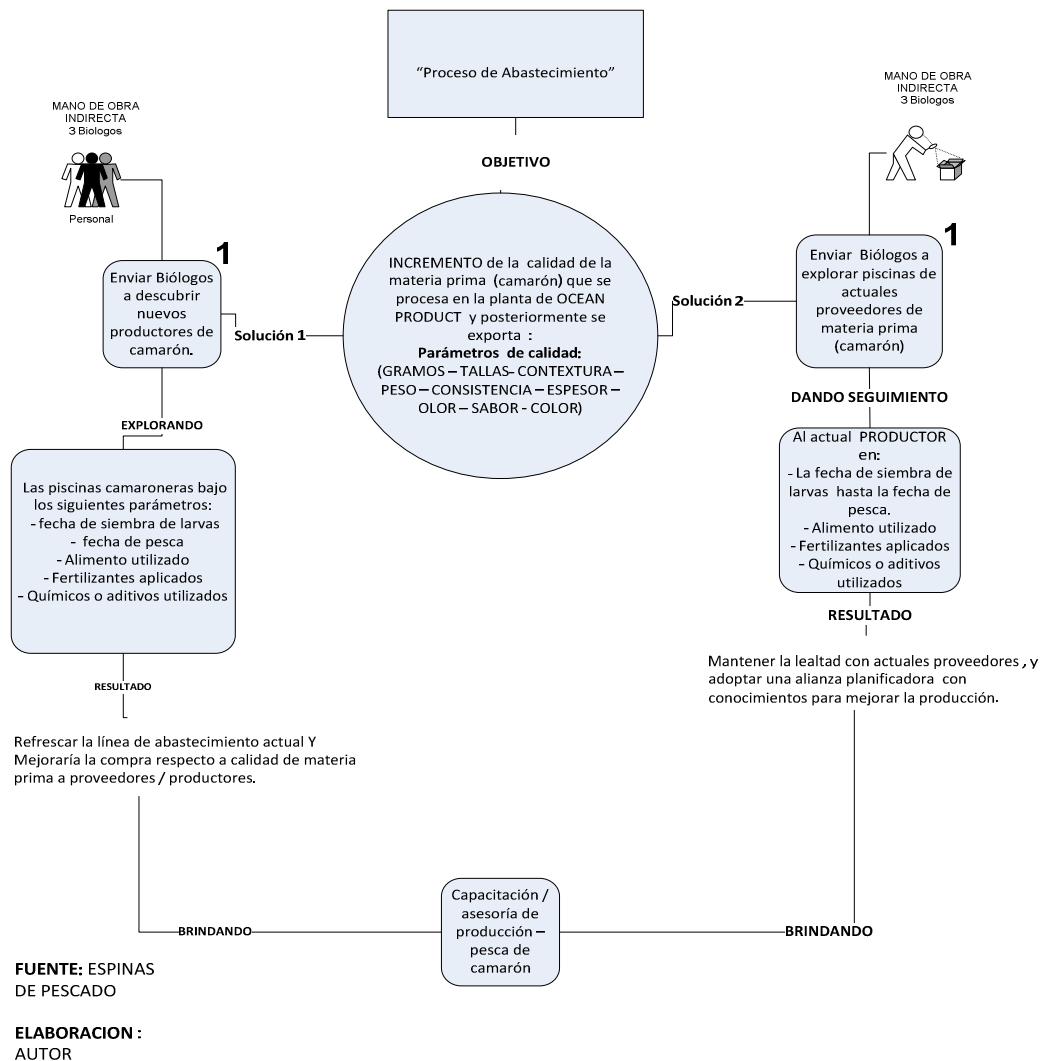 “Proceso de Abastecimiento”
OBJETIVO
MANO DE OBRA
INDIRECTA
3 Biologos
Personal
1
Enviar Biólogos
a descubrir
nuevos
productores de
camarón.
Solución 1
INCREMENTO de la calidad de la
materia prima (camarón) que se
procesa en la planta de OCEAN
PRODUCT y posteriormente se
exporta :
Parámetros de calidad:
(GRAMOS – TALLAS- CONTEXTURA –
PESO – CONSISTENCIA – ESPESOR –
OLOR – SABOR - COLOR)
Solución 2
MANO DE OBRA
INDIRECTA
3 Biologos
1
Enviar Biólogos a
explorar piscinas de
actuales
proveedores de
materia prima
(camarón)
EXPLORANDO
Las piscinas camaroneras bajo
los siguientes parámetros:
- fecha de siembra de larvas
- fecha de pesca
- Alimento utilizado
- Fertilizantes aplicados
- Químicos o aditivos utilizados
RESULTADO
Refrescar la línea de abastecimiento actual Y
Mejoraría la compra respecto a calidad de materia
prima a proveedores / productores.
DANDO SEGUIMIENTO
Al actual PRODUCTOR
en:
- La fecha de siembra de
larvas hasta la fecha de
pesca.
- Alimento utilizado
- Fertilizantes aplicados
- Químicos o aditivos
utilizados
RESULTADO
Mantener la lealtad con actuales proveedores , y
adoptar una alianza planificadora con
conocimientos para mejorar la producción.
BRINDANDO
Capacitación /
asesoría de
producción –
pesca de
camarón
BRINDANDO
FUENTE: ESPINAS
DE PESCADO
ELABORACION :
AUTOR